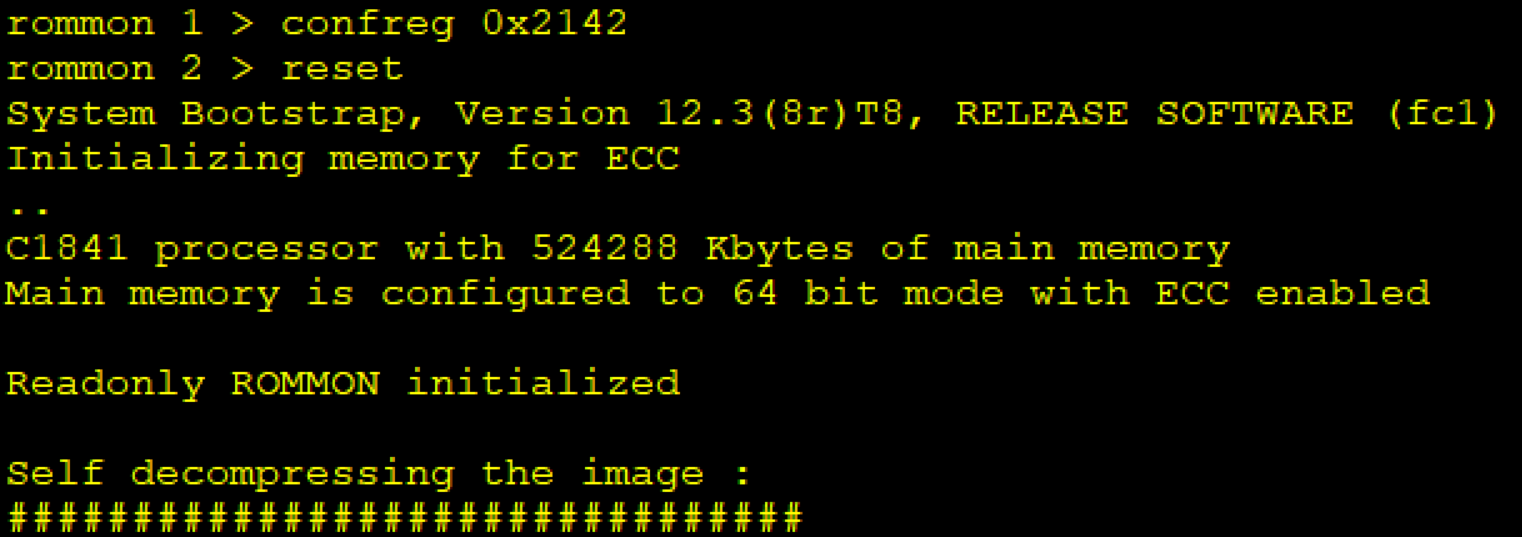 rommon 1 > confreg 0x2142
rommon 2 > reset
System Bootstrap, Version 12.3(8r)T8, RELEASE SOFTWARE (fc1)
Initializing memory for ECC
..
C1841 processor with 524288 Kbytes of main memory
Main memory is configured to 64 bit mode with ECC enabled
Readonly ROMMON initialized
Self decompressing the image :
################################